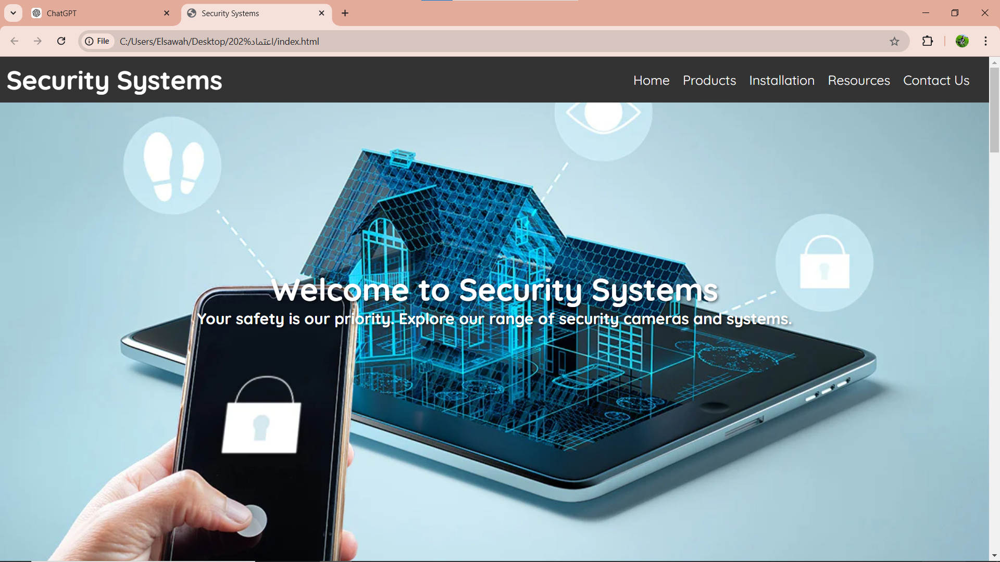 ChatGPT
Security Systems
File
C:/Users/Elsawah/Desktop/202%اعتماد/index.html
Security Systems
Home
Products
Installation
Resources
Contact Us
Welcome to Security Systems
Your safety is our priority. Explore our range of security cameras and systems.